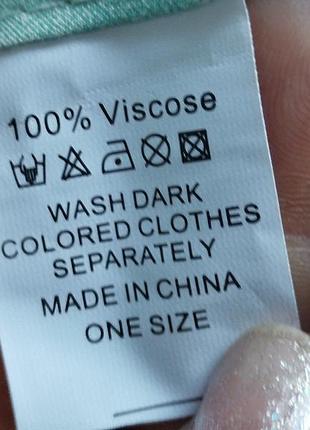 100% Viscose
WASH DARK
COLORED CLOTHES
SEPARATELY
MADE IN CHINA
ONE SIZE